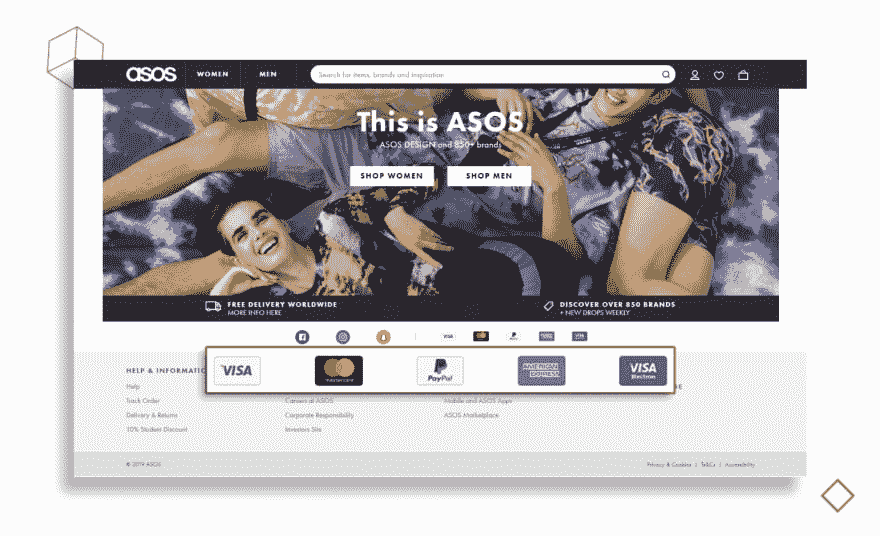 asos WOMEN MEN Search for items, brands and inspiration
This is ASOS
ASOS DESIGN and 850+ brands
SHOP WOMEN SHOP MEN
FREE DELIVERY WORLDWIDE
MORE INFO HERE
DISCOVER OVER 850 BRANDS
+ NEW DROPS WEEKLY
VISA
VISA mastercard PayPal AMERICAN EXPRESS VISA Electron
HELP & INFORMATIO
Help
Track Order Careers at ASOS Mobile and ASOS Apps
Delivery & Returns Corporate Responsibility ASOS Marketplace
10% Student Discount Investors Site
© 2019 ASOS Privacy & Cookies | Ts&Cs | Accessibility